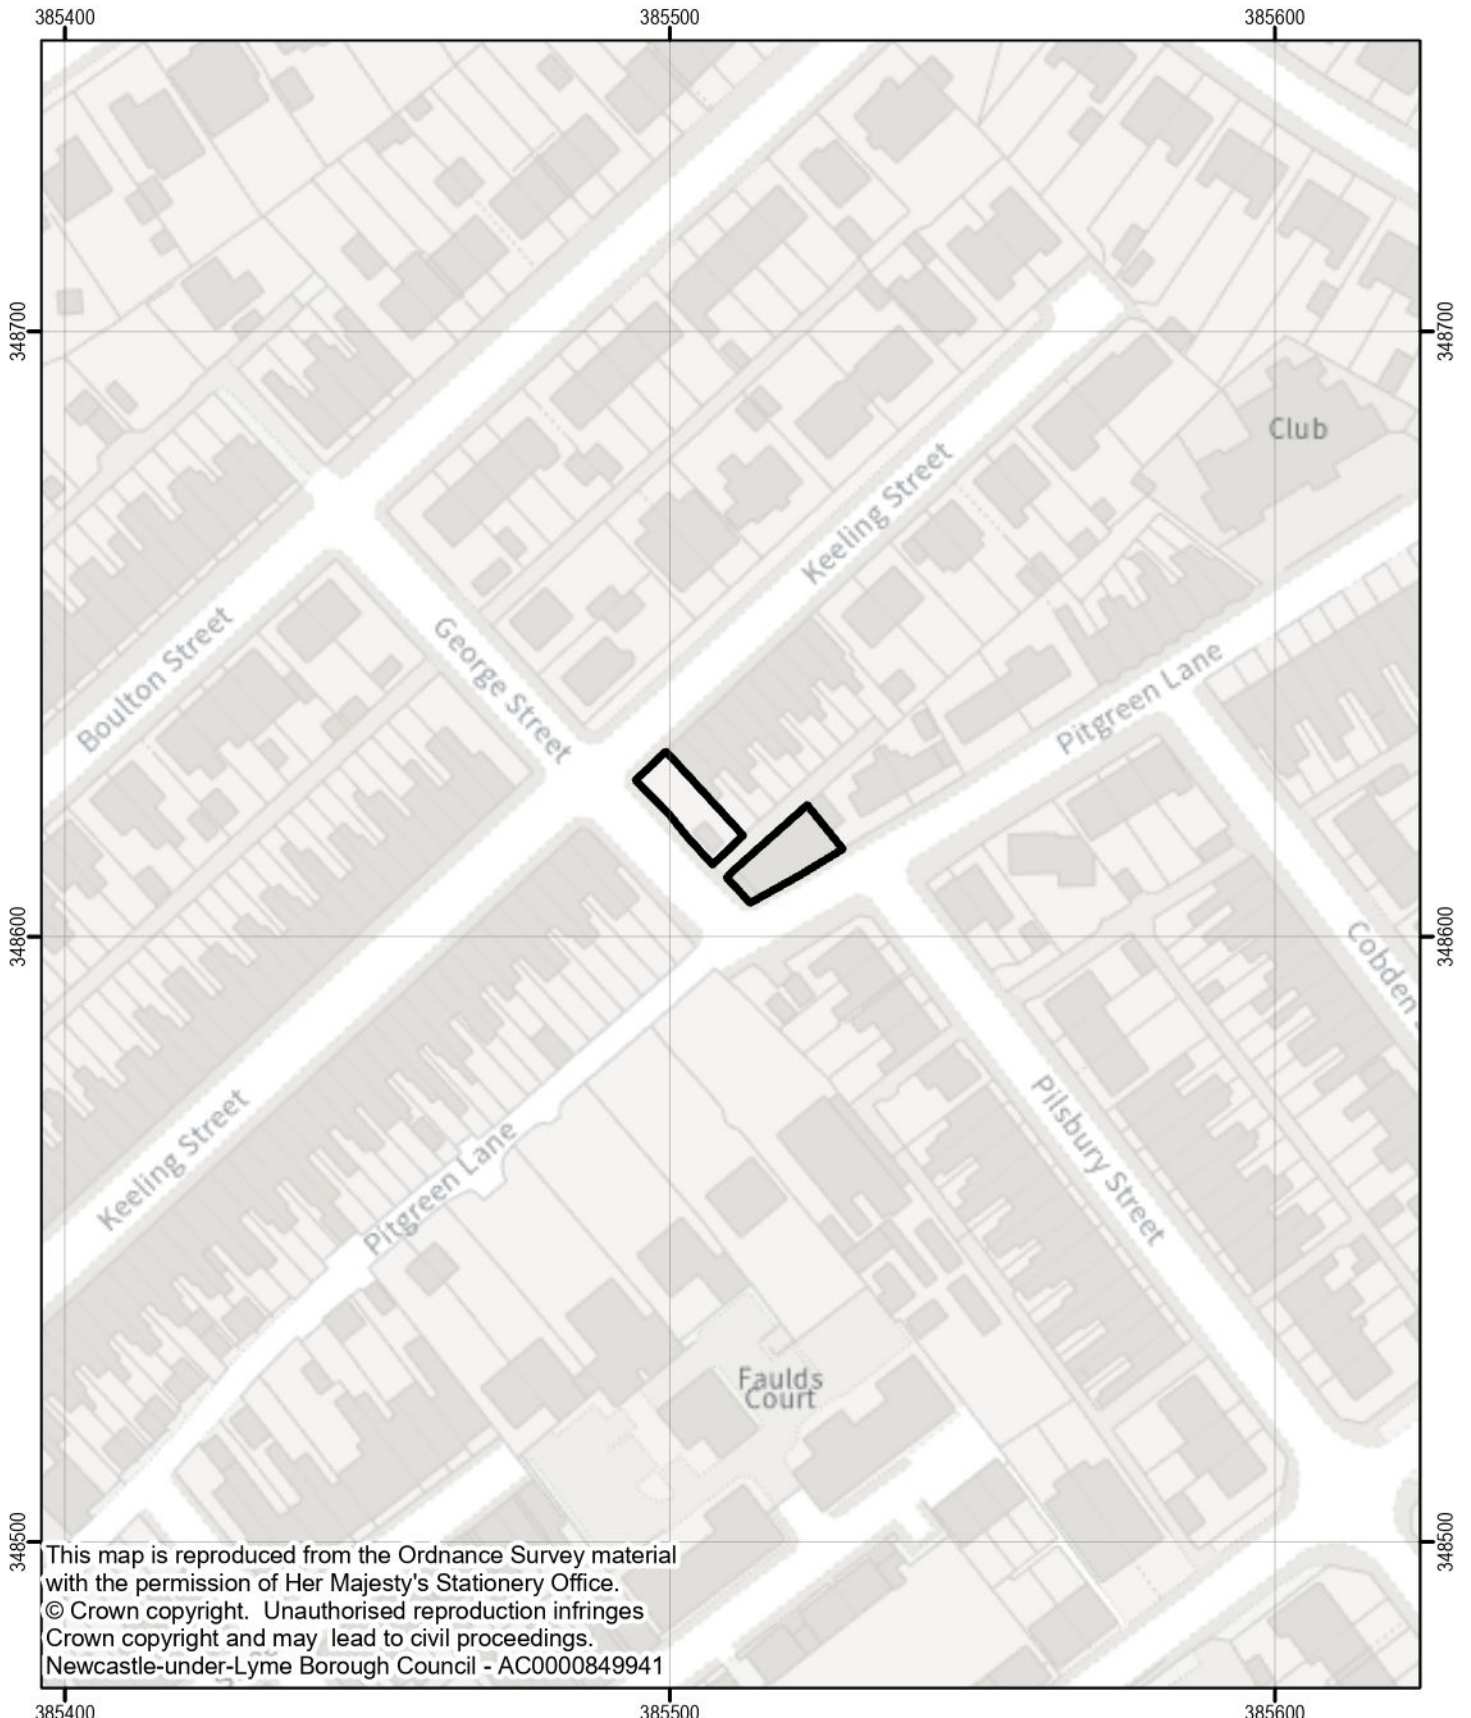 385400
385500
385600
348700
348700
Club
Keeling Street
Boulton Street
George Street
Pitgreen Lane
348600
348600
Cobden
Keeling Street
Pitgreen Lane
Pilsbury Street
Faulds
Court
348500
348500
This map is reproduced from the Ordnance Survey material
with the permission of Her Majesty's Stationery Office.
© Crown copyright. Unauthorised reproduction infringes
Crown copyright and may lead to civil proceedings.
Newcastle-under-Lyme Borough Council - AC0000849941
385400
385500
385600